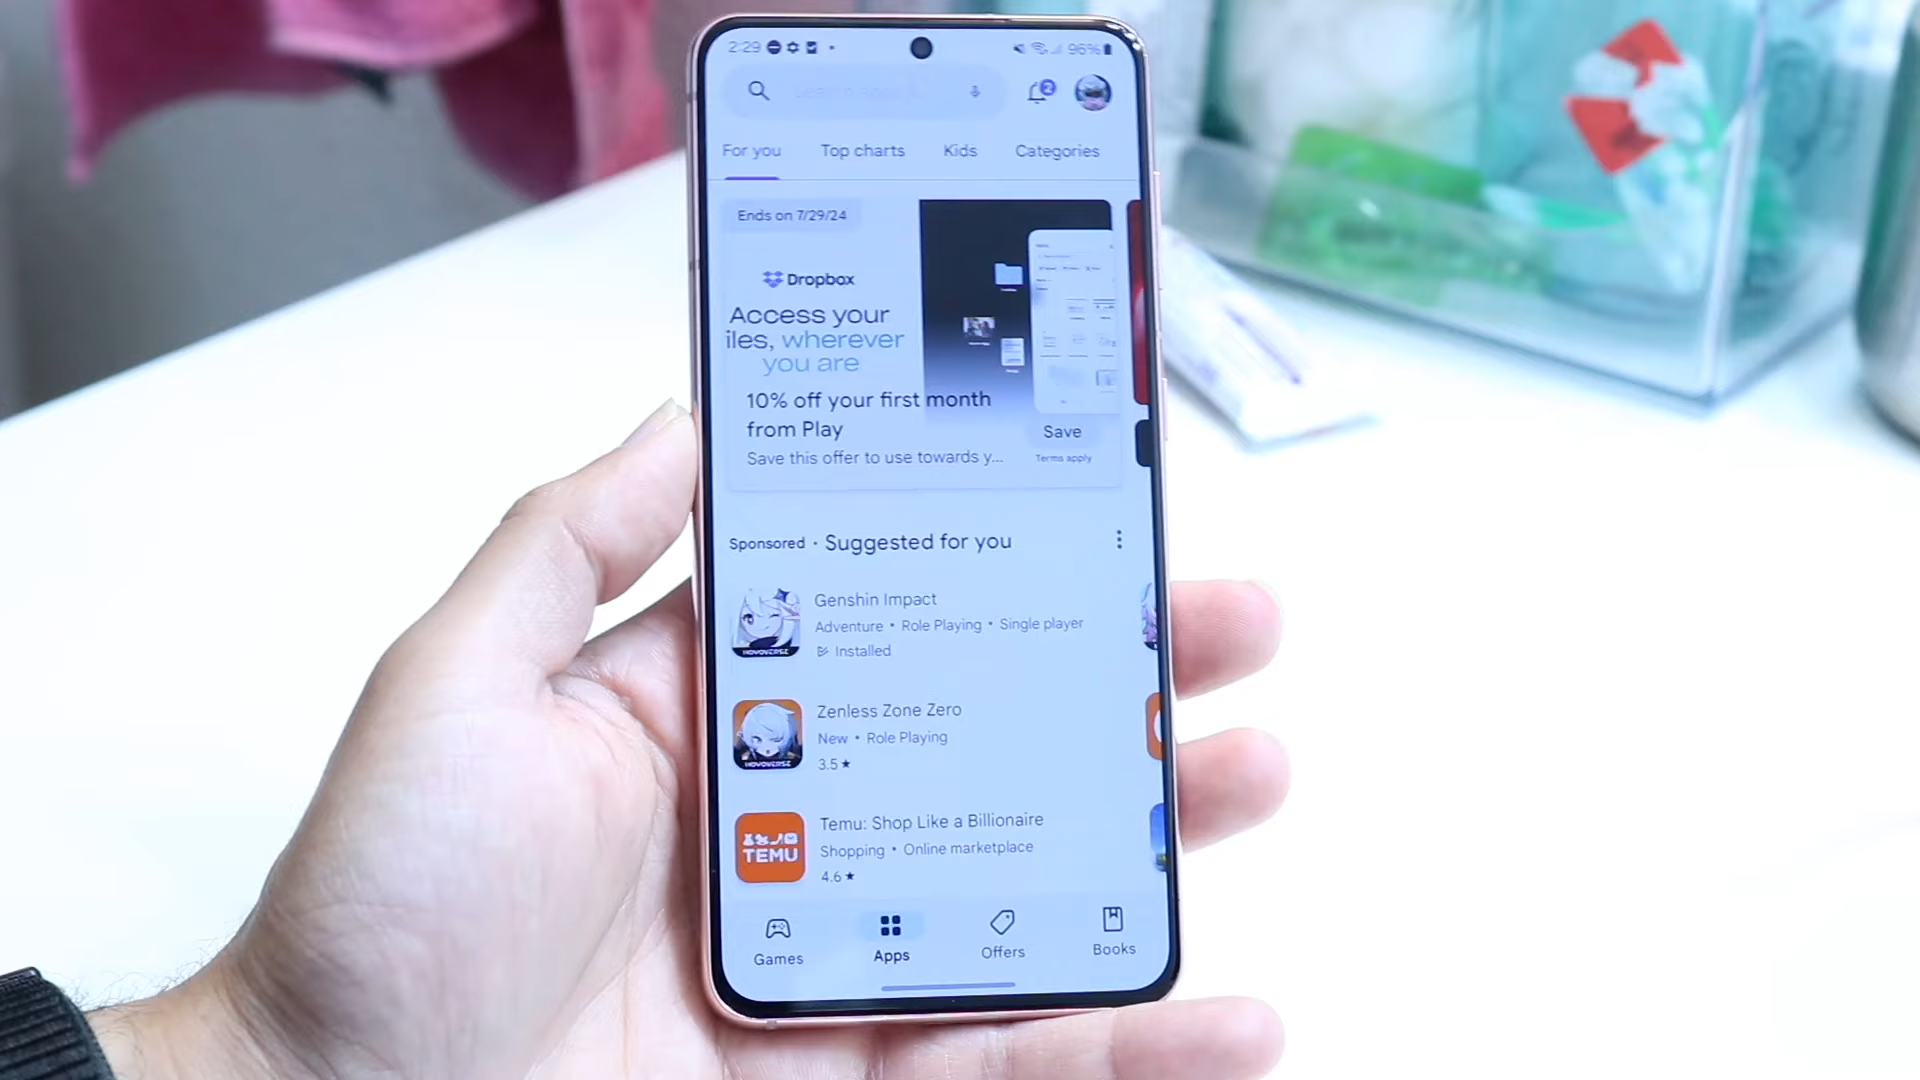 2:29
96%
2
For you
Top charts
Kids
Categories
Ends on 7/29/24
Dropbox
Access your
iles, wherever
you are
10% off your first month
from Play
Save this offer to use towards y...
Save
Terms apply
Sponsored · Suggested for you
Genshin Impact
Adventure • Role Playing • Single player
Installed
HOYOVERSE
Zenless Zone Zero
New • Role Playing
3.5★
HOYOVERSE
Temu: Shop Like a Billionaire
Shopping • Online marketplace
4.6★
TEMU
Games
Apps
Offers
Books